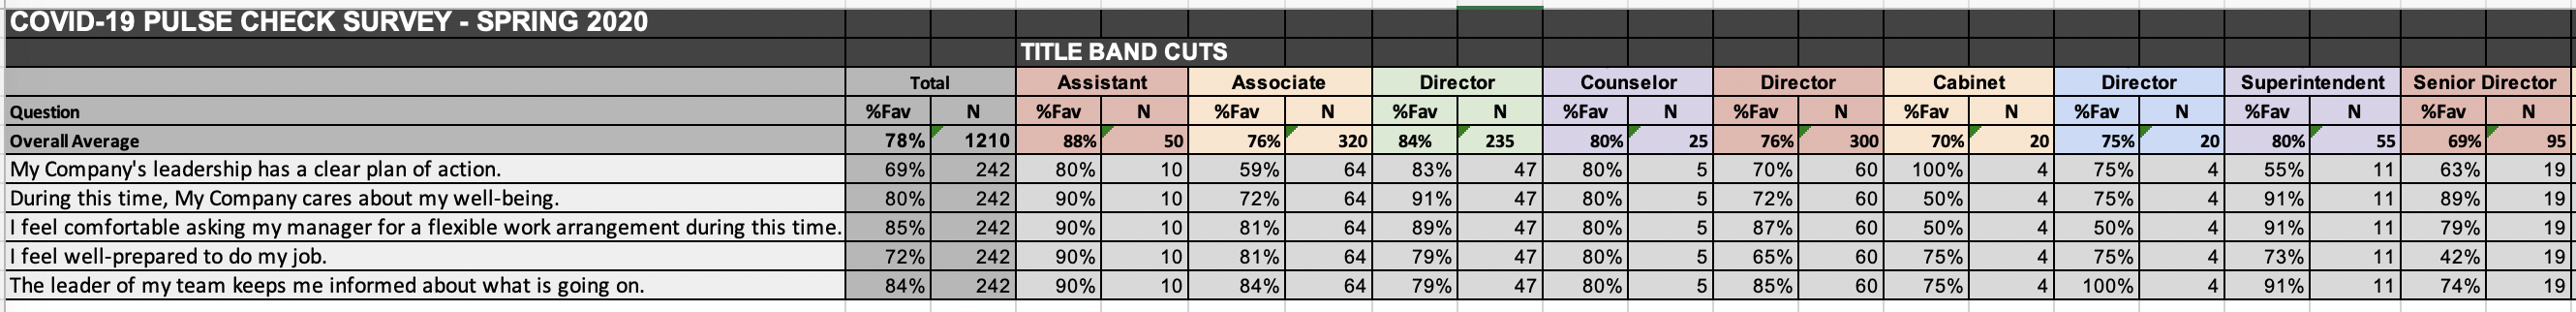 COVID-19 PULSE CHECK SURVEY - SPRING 2020
TITLE BAND CUTS
Total Assistant Associate Director Counselor Director Cabinet Director Superintendent Senior Director
Question %Fav N %Fav N %Fav N %Fav N %Fav N %Fav N %Fav N %Fav N %Fav N %Fav N
Overall Average 78% 1210 88% 50 76% 320 84% 235 80% 25 76% 300 70% 20 75% 20 80% 55 69% 95
My Company's leadership has a clear plan of action. 69% 242 80% 10 59% 64 83% 47 80% 5 70% 60 100% 4 75% 4 55% 11 63% 19
During this time, My Company cares about my well-being. 80% 242 90% 10 72% 64 91% 47 80% 5 72% 60 50% 4 75% 4 91% 11 89% 19
I feel comfortable asking my manager for a flexible work arrangement during this time. 85% 242 90% 10 81% 64 89% 47 80% 5 87% 60 50% 4 50% 4 91% 11 79% 19
I feel well-prepared to do my job. 72% 242 90% 10 81% 64 79% 47 80% 5 65% 60 75% 4 75% 4 73% 11 42% 19
The leader of my team keeps me informed about what is going on. 84% 242 90% 10 84% 64 79% 47 80% 5 85% 60 75% 4 100% 4 91% 11 74% 19